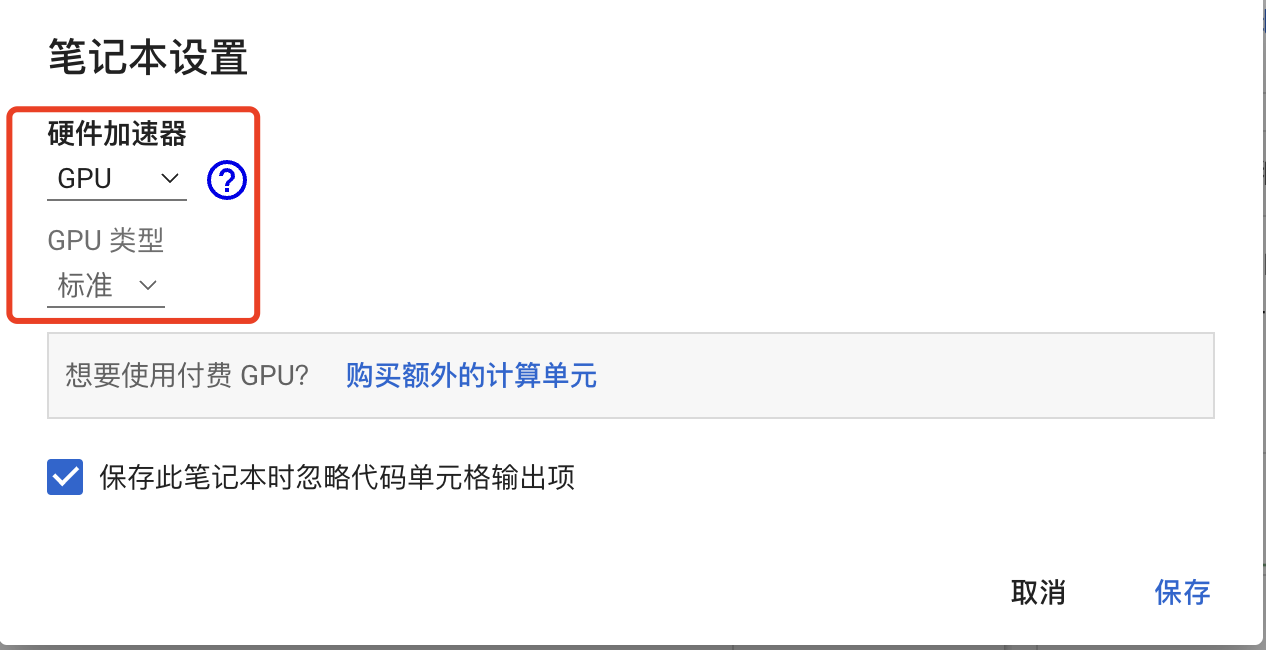 笔记本设置
硬件加速器
GPU
?
GPU 类型
标准
想要使用付费 GPU? 购买额外的计算单元
保存此笔记本时忽略代码单元格输出项
取消 保存